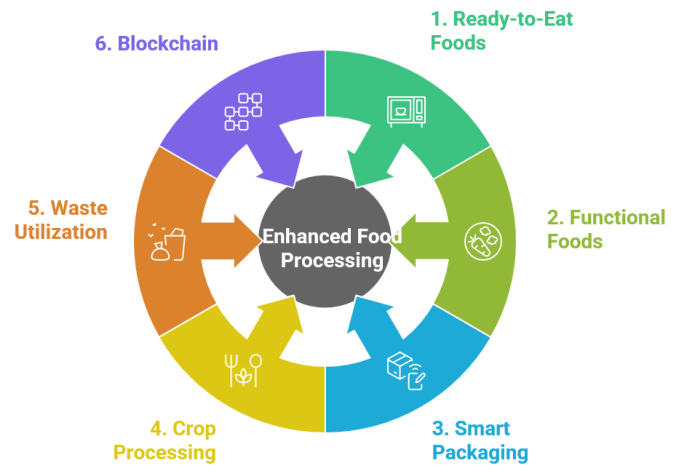 1. Ready-to-Eat
Foods
2. Functional
Foods
3. Smart
Packaging
4. Crop
Processing
5. Waste
Utilization
6. Blockchain
Enhanced Food
Processing